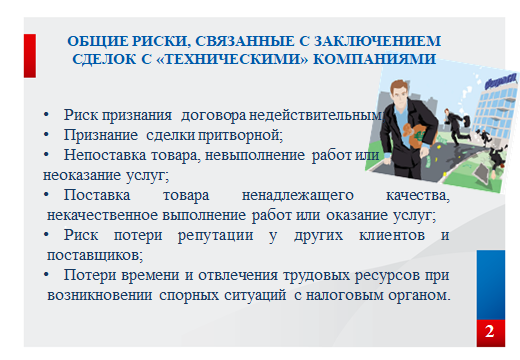 ОБЩИЕ РИСКИ, СВЯЗАННЫЕ С ЗАКЛЮЧЕНИЕМ
СДЕЛОК С «ТЕХНИЧЕСКИМИ» КОМПАНИЯМИ
• Риск признания договора недействительным
• Признание сделки притворной;
• Непоставка товара, невыполнение работ или
неоказание услуг;
• Поставка товара ненадлежащего качества,
некачественное выполнение работ или оказание услуг;
• Риск потери репутации у других клиентов и
поставщиков;
• Потери времени и отвлечения трудовых ресурсов при
возникновении спорных ситуаций с налоговым органом.
2